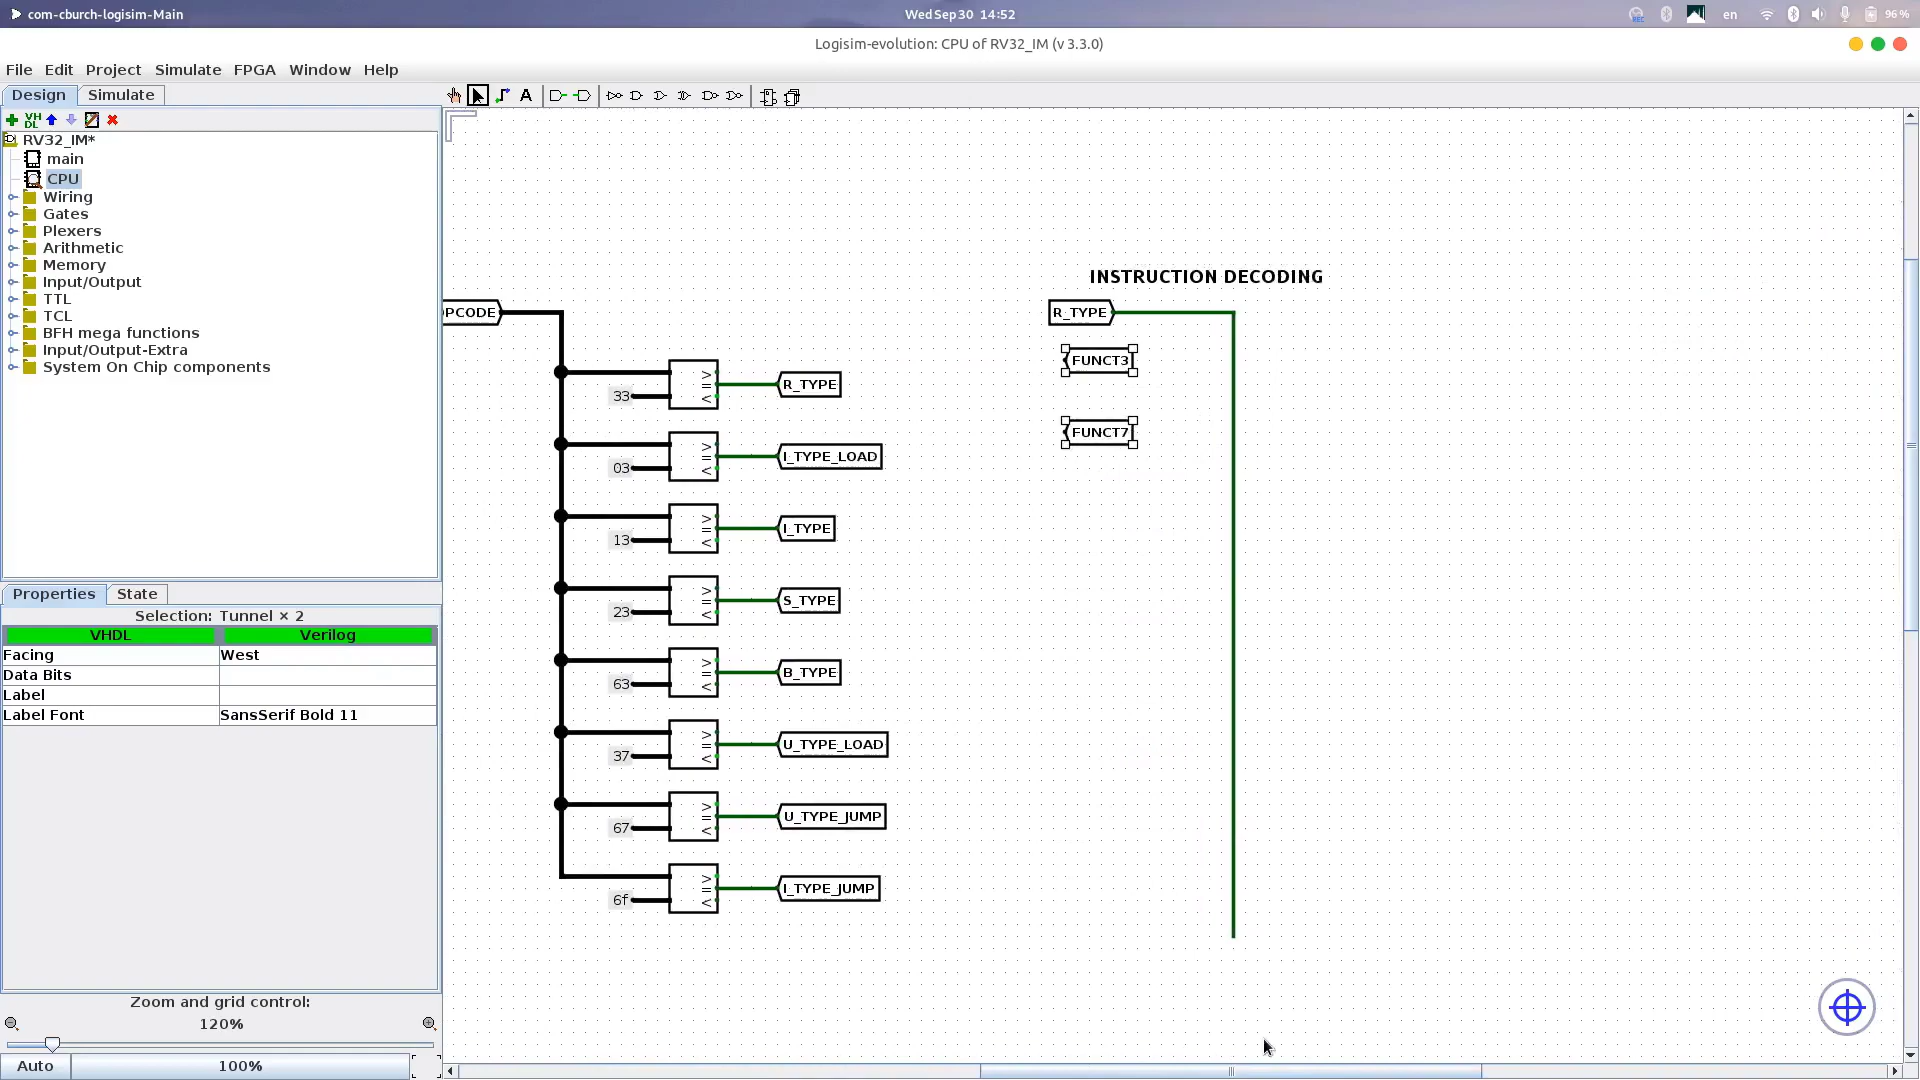 com-cburch-logisim-Main
Wed Sep 30 14:52
en
96 %
Logisim-evolution: CPU of RV32_IM (v 3.3.0)
File Edit Project Simulate FPGA Window Help
Design Simulate
A
VH
DL
RV32_IM*
main
CPU
Wiring
Gates
Plexers
Arithmetic
Memory
Input/Output
TTL
TCL
BFH mega functions
Input/Output-Extra
System On Chip components
Properties State
Selection: Tunnel × 2
VHDL Verilog
Facing West
Data Bits
Label
Label Font SansSerif Bold 11
Zoom and grid control:
120%
Auto 100%
PCODE
33 > = < R_TYPE
03 > = < I_TYPE_LOAD
13 > = < I_TYPE
23 > = < S_TYPE
63 > = < B_TYPE
37 > = < U_TYPE_LOAD
67 > = < U_TYPE_JUMP
6f > = < I_TYPE_JUMP
INSTRUCTION DECODING
R_TYPE
FUNCT3
FUNCT7